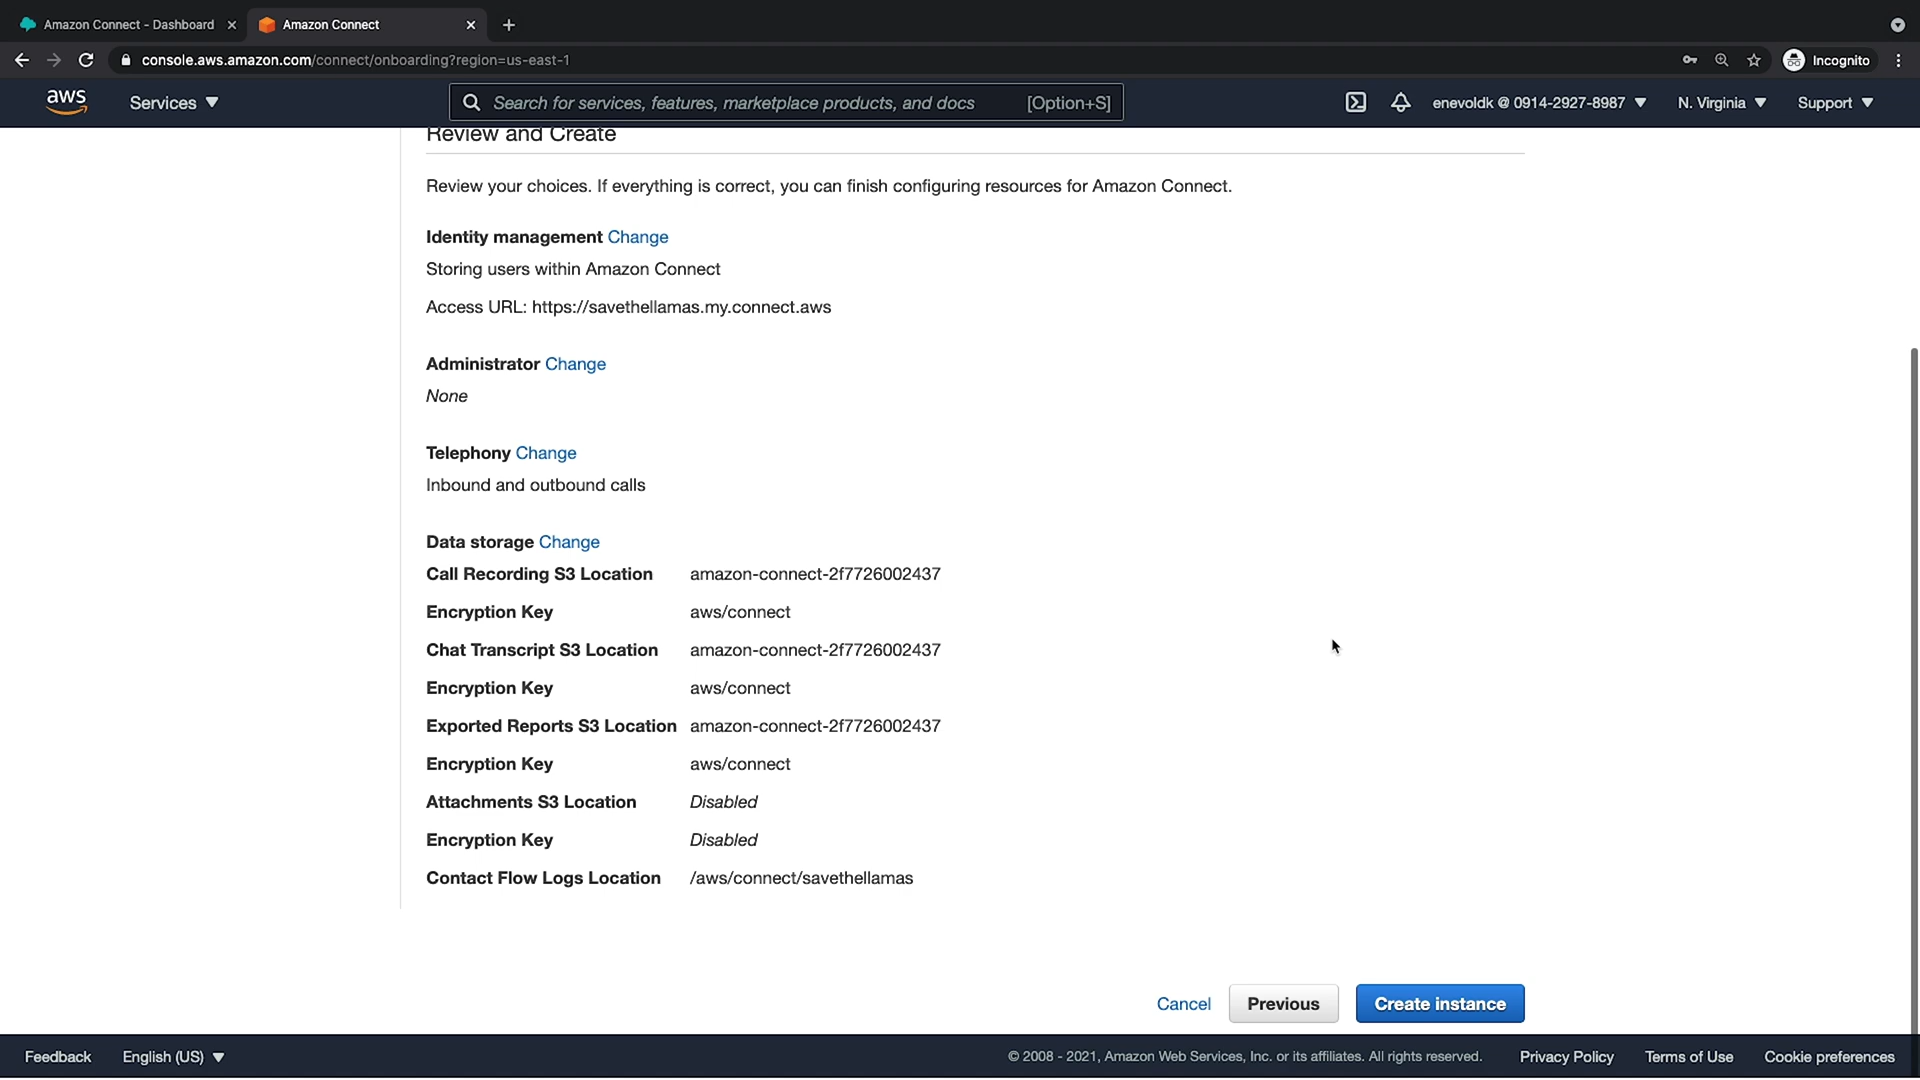 Amazon Connect - Dashboard
Amazon Connect
console.aws.amazon.com/connect/onboarding?region=us-east-1
Incognito
aws
Services
Search for services, features, marketplace products, and docs [Option+S]
enevoldk @ 0914-2927-8987
N. Virginia
Support
Review and Create
Review your choices. If everything is correct, you can finish configuring resources for Amazon Connect.
Identity management Change
Storing users within Amazon Connect
Access URL: https://savethellamas.my.connect.aws
Administrator Change
None
Telephony Change
Inbound and outbound calls
Data storage Change
Call Recording S3 Location amazon-connect-2f7726002437
Encryption Key aws/connect
Chat Transcript S3 Location amazon-connect-2f7726002437
Encryption Key aws/connect
Exported Reports S3 Location amazon-connect-2f7726002437
Encryption Key aws/connect
Attachments S3 Location Disabled
Encryption Key Disabled
Contact Flow Logs Location /aws/connect/savethellamas
Cancel
Previous
Create instance
Feedback
English (US)
© 2008 - 2021, Amazon Web Services, Inc. or its affiliates. All rights reserved.
Privacy Policy
Terms of Use
Cookie preferences